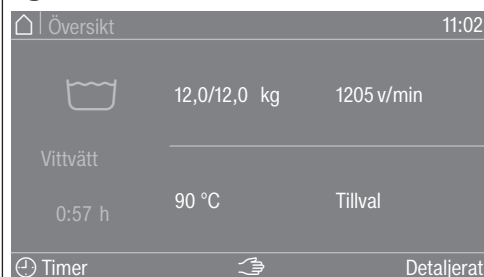 Översikt 11:02
12,0/12,0 kg 1205 v/min
Vittvätt
90 °C Tillval
0:57 h
Timer Detaljerat